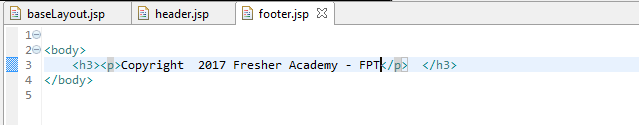 baseLayout.jsp header.jsp footer.jsp
1
2 <body>
3 <h3><p>Copyright  2017 Fresher Academy - FPT</p>  </h3>
4 </body>
5